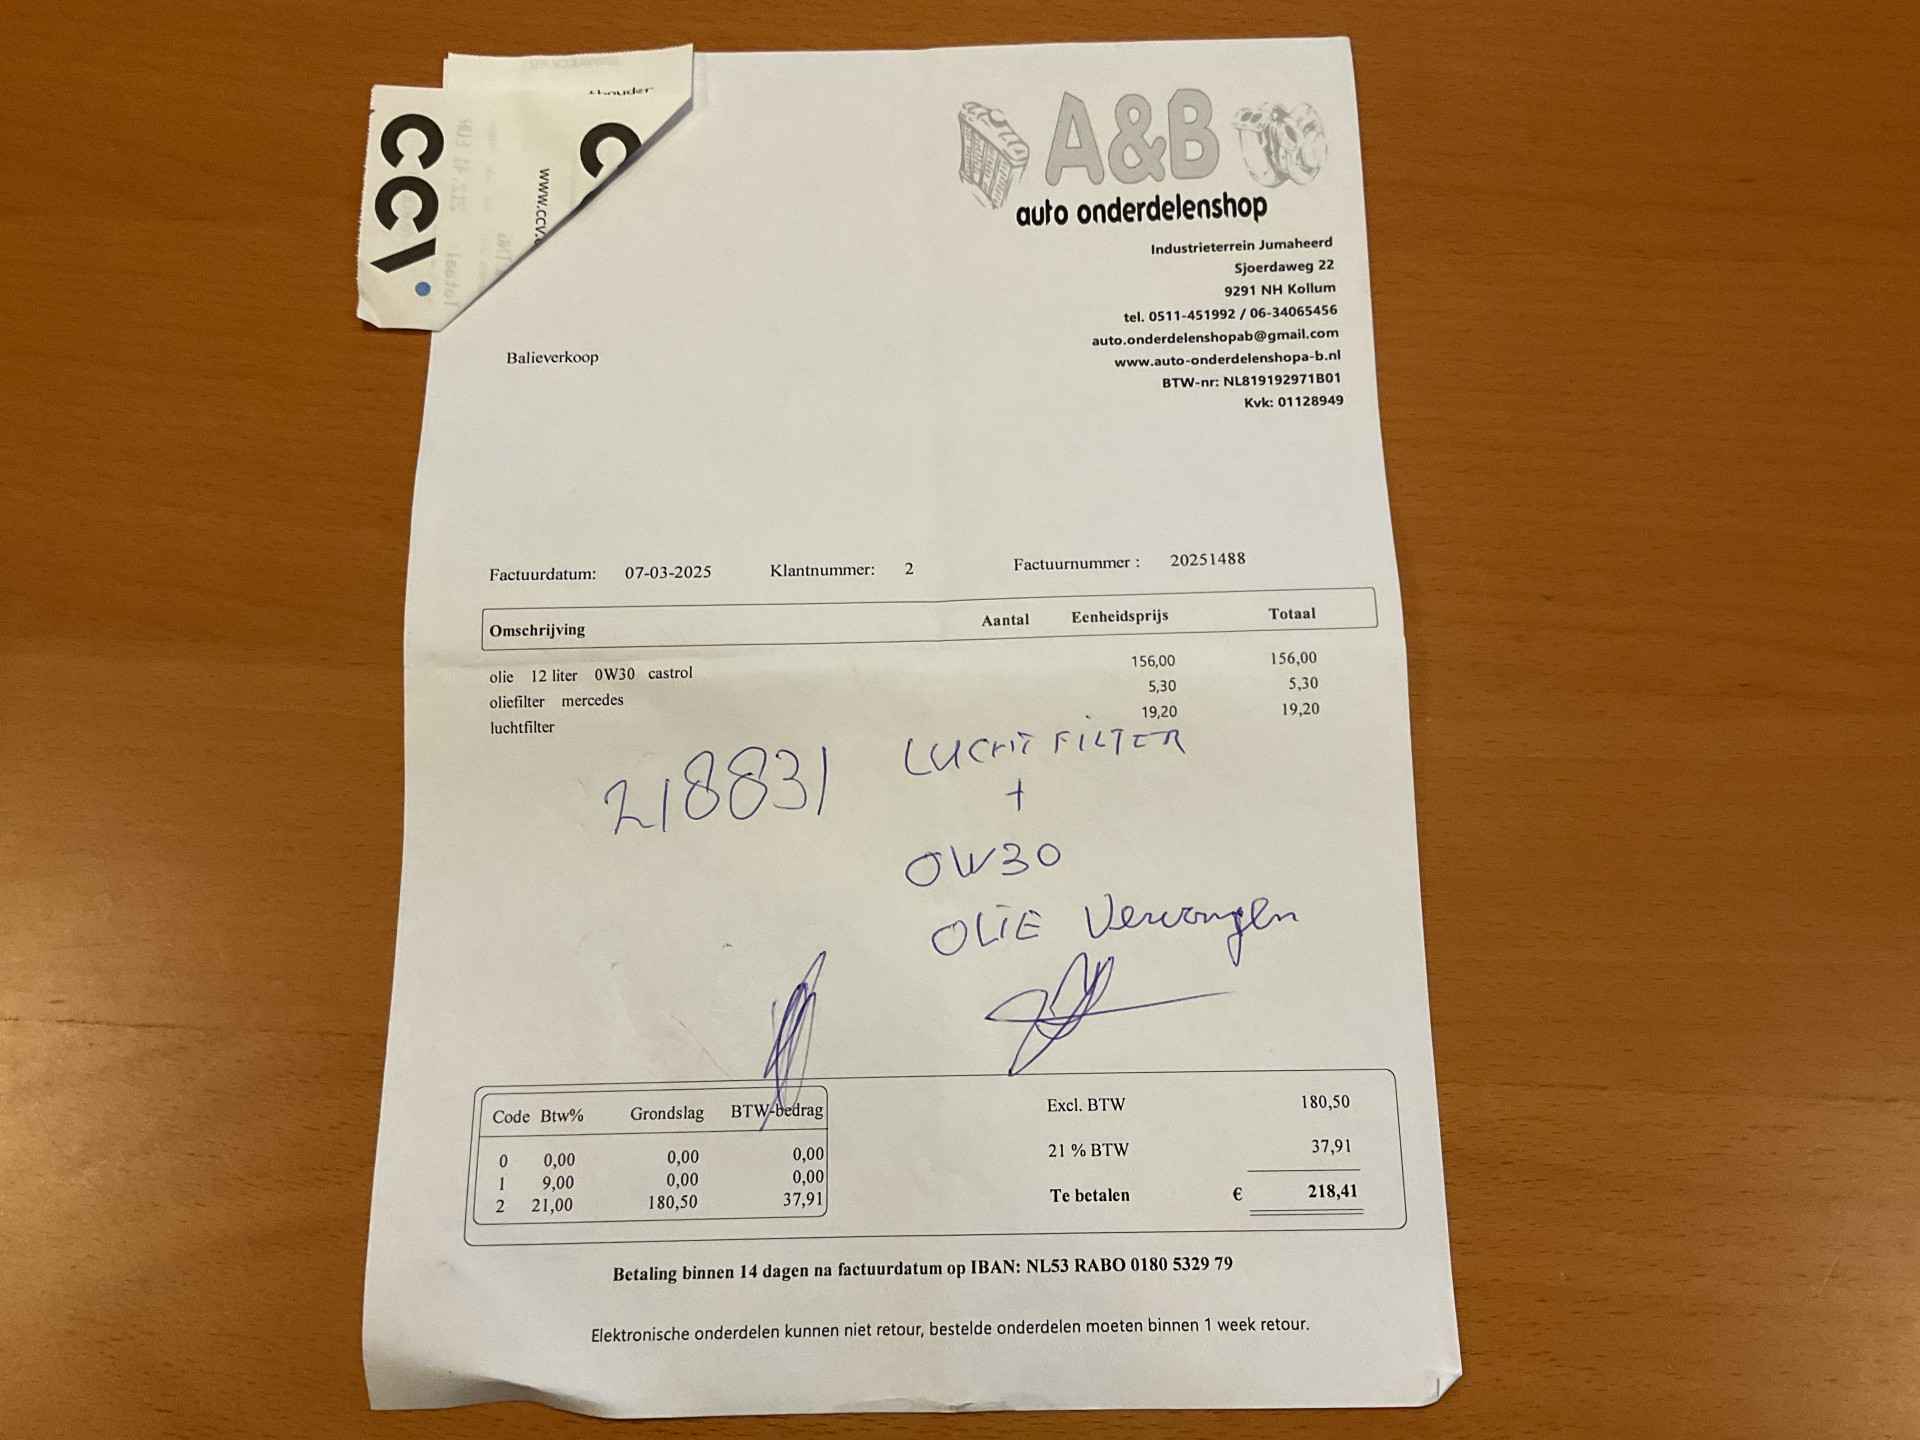 CCV
www.ccv.
A&B
auto onderdelenshop
Industrieterrein Jumaheerd
Sjoerdaweg 22
9291 NH Kollum
tel. 0511-451992 / 06-34065456
auto.onderdelenshopab@gmail.com
www.auto-onderdelenshopa-b.nl
BTW-nr: NL819192971B01
Kvk: 01128949
Balieverkoop
Factuurdatum: 07-03-2025 Klantnummer: 2 Factuurnummer : 20251488
Omschrijving Aantal Eenheidsprijs Totaal
olie 12 liter 0W30 castrol 156,00 156,00
oliefilter mercedes 5,30 5,30
luchtfilter 19,20 19,20
218831 LUCHT FILTER
+
OW30
OLIE Vervangen
Code Btw% Grondslag BTW-bedrag
0 0,00 0,00 0,00
1 9,00 0,00 0,00
2 21,00 180,50 37,91
Excl. BTW 180,50
21 % BTW 37,91
Te betalen € 218,41
Betaling binnen 14 dagen na factuurdatum op IBAN: NL53 RABO 0180 5329 79
Elektronische onderdelen kunnen niet retour, bestelde onderdelen moeten binnen 1 week retour.